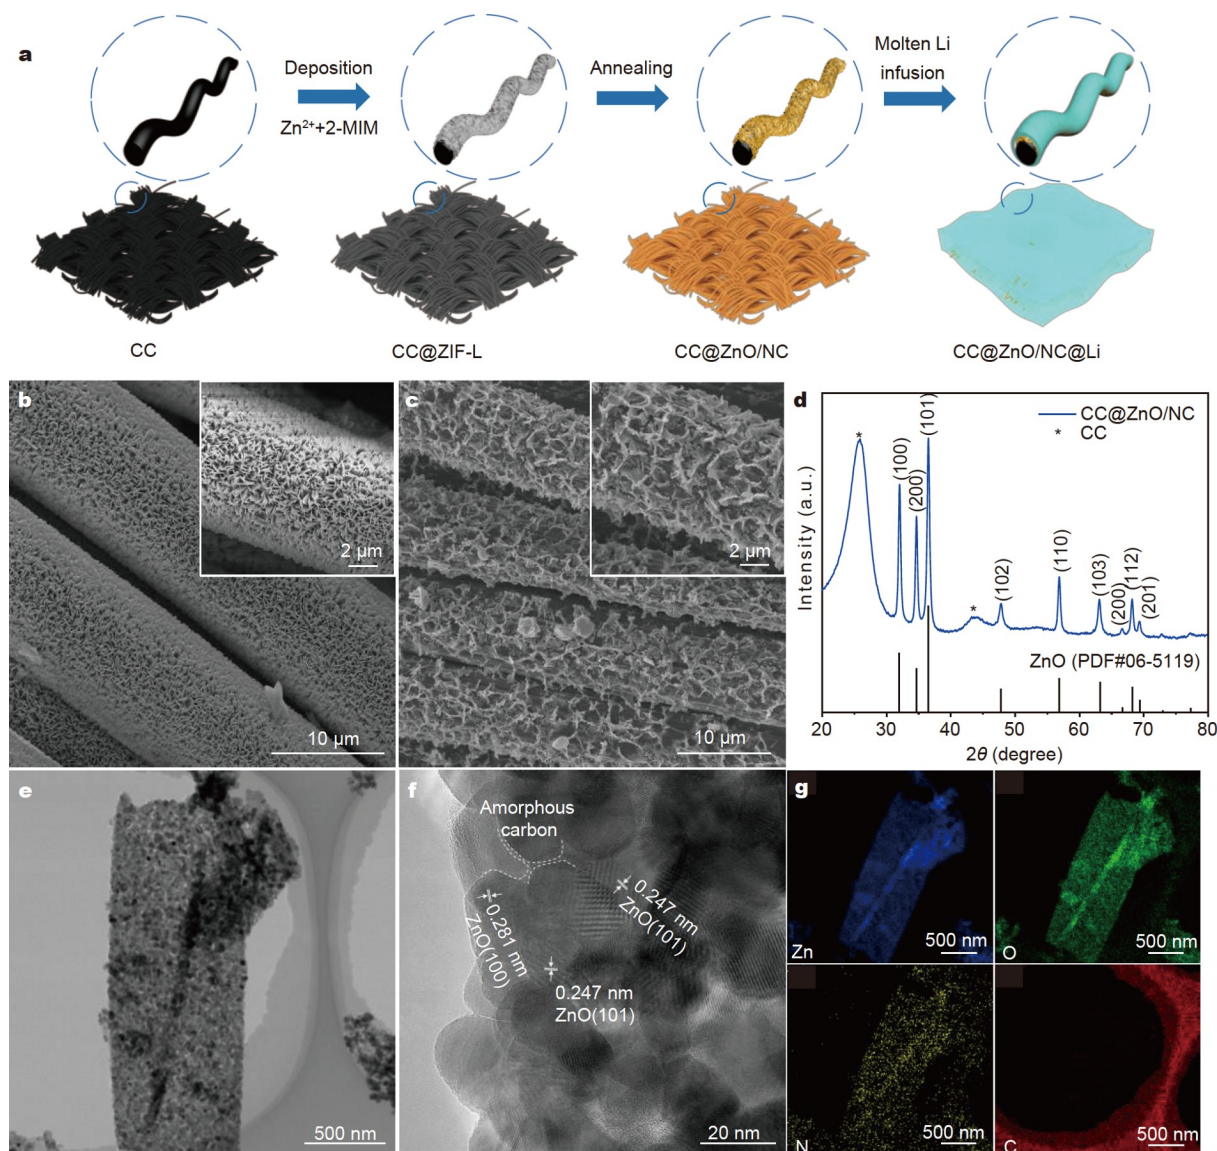 a
Deposition
Zn²⁺+2-MIM
Annealing
Molten Li
infusion
CC
CC@ZIF-L
CC@ZnO/NC
CC@ZnO/NC@Li
b
2 μm
10 μm
c
2 μm
10 μm
d
CC@ZnO/NC
* CC
*
(100)
(200)
(101)
*
(102)
(110)
(103)
(200)
(112)
(201)
ZnO (PDF#06-5119)
Intensity (a.u.)
20 30 40 50 60 70 80
2θ (degree)
e
500 nm
f
Amorphous
carbon
0.281 nm
ZnO(100)
0.247 nm
ZnO(101)
0.247 nm
ZnO(101)
20 nm
g
Zn
500 nm
O
500 nm
N
500 nm
C
500 nm